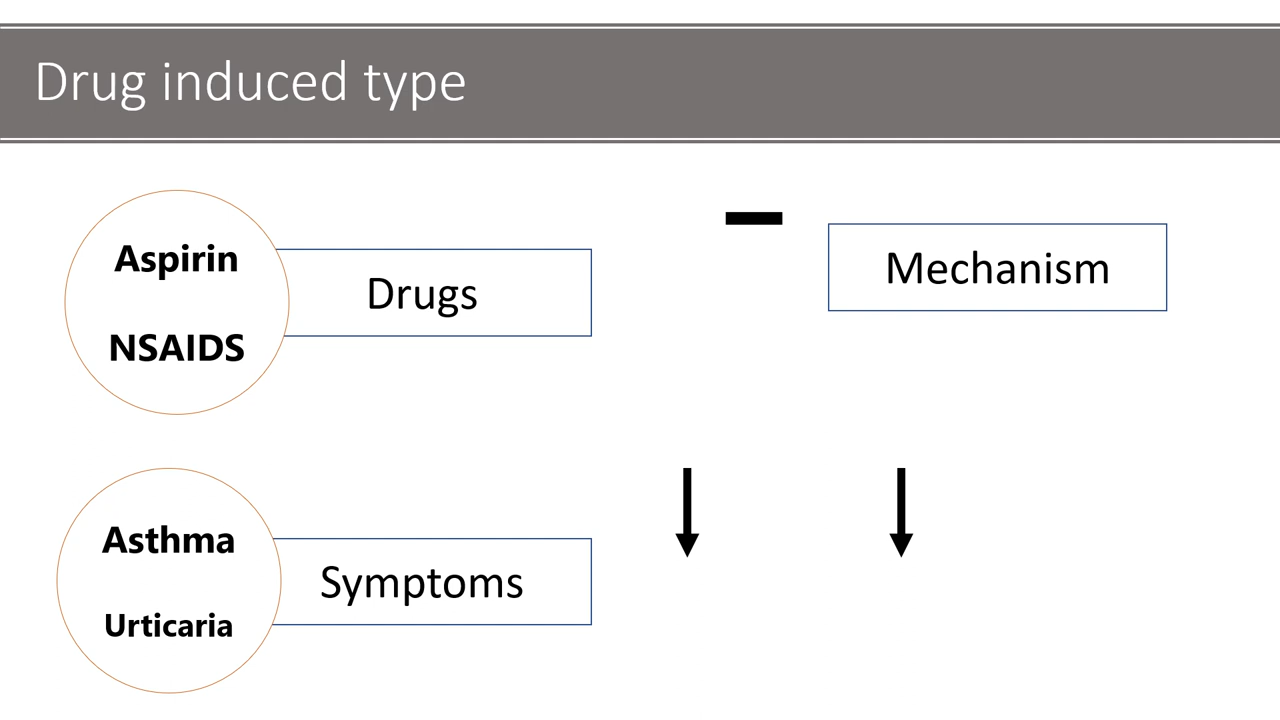 Drug induced type
Aspirin
NSAIDS
Drugs
Mechanism
Asthma
Urticaria
Symptoms